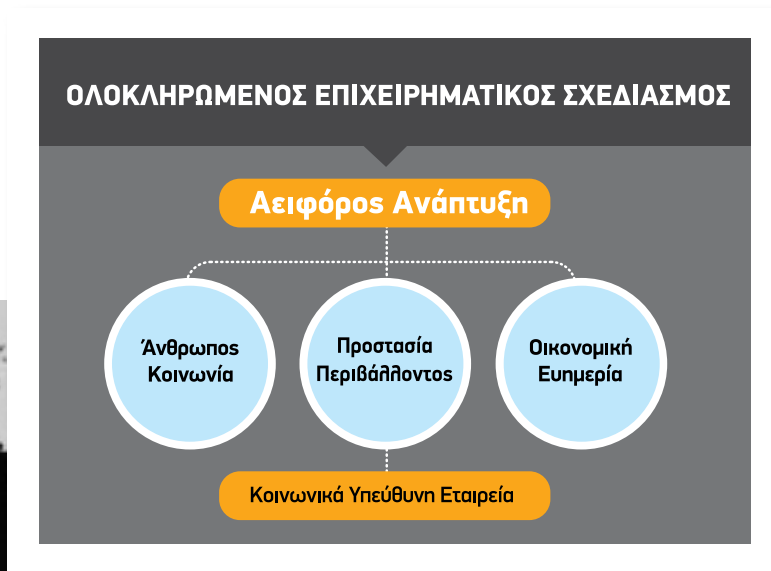 ΟΛΟΚΛΗΡΩΜΕΝΟΣ ΕΠΙΧΕΙΡΗΜΑΤΙΚΟΣ ΣΧΕΔΙΑΣΜΟΣ
Αειφόρος Ανάπτυξη
Άνθρωπος
Κοινωνία
Προστασία
Περιβάλλοντος
Οικονομική
Ευημερία
Κοινωνικά Υπεύθυνη Εταιρεία